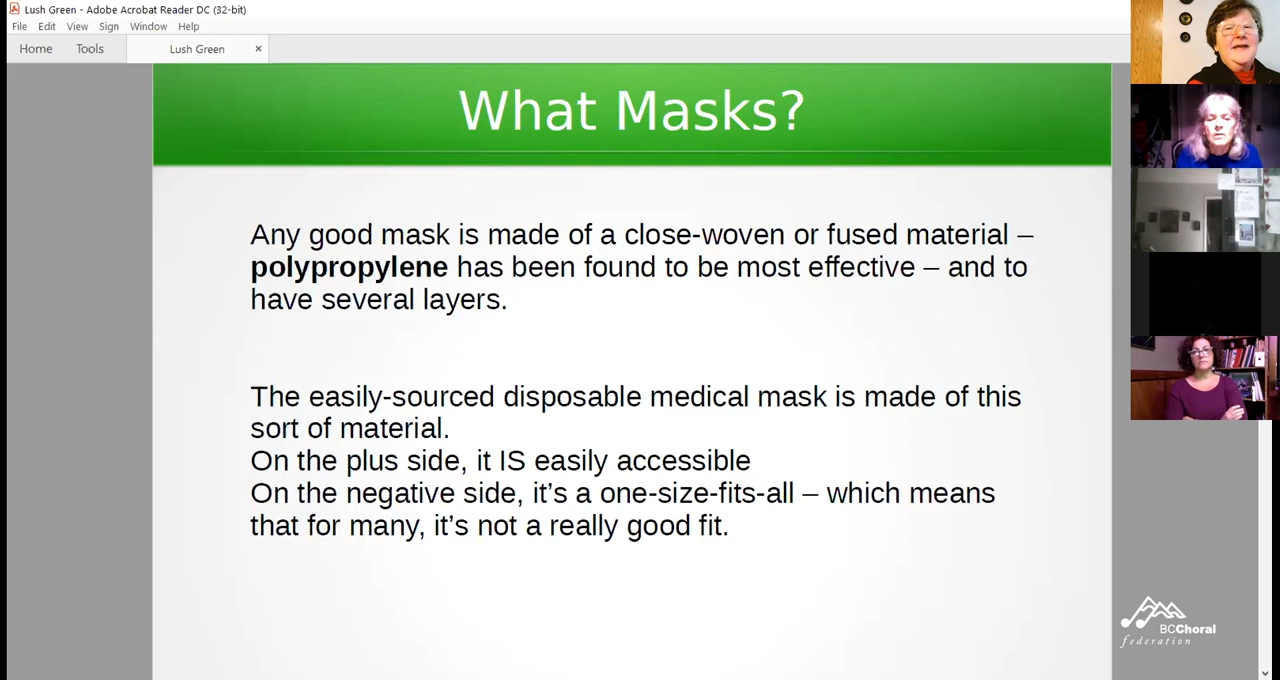 Lush Green - Adobe Acrobat Reader DC (32-bit)
File Edit View Sign Window Help
Home Tools Lush Green ×
What Masks?
Any good mask is made of a close-woven or fused material –
polypropylene has been found to be most effective – and to
have several layers.
The easily-sourced disposable medical mask is made of this
sort of material.
On the plus side, it IS easily accessible
On the negative side, it’s a one-size-fits-all – which means
that for many, it’s not a really good fit.
BCChoral
federation